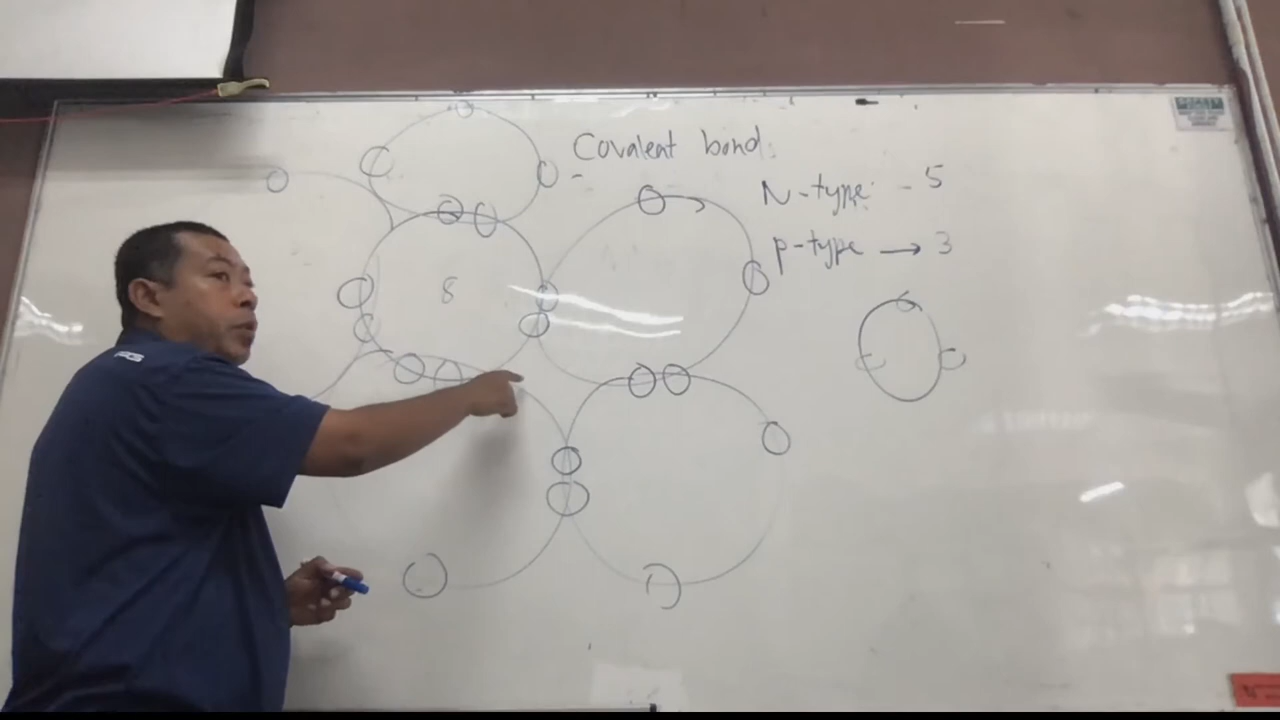 Covalent bond:
N-type: - 5
p-type → 3
8